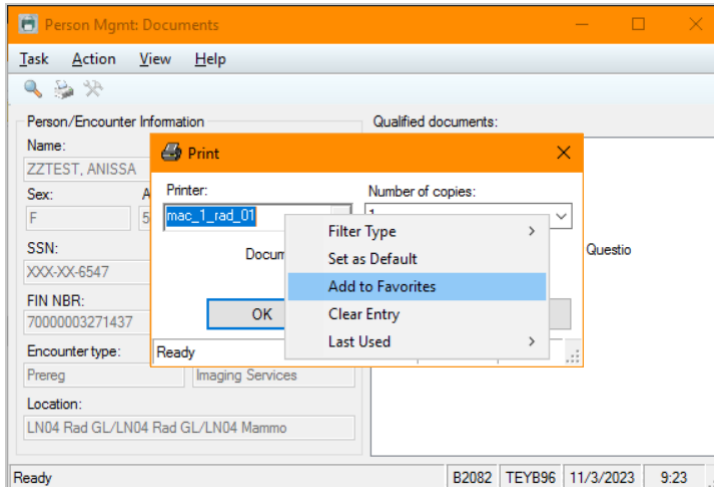 Person Mgmt: Documents
Task Action View Help
Person/Encounter Information
Qualified documents:
Name:
ZZTEST, ANISSA
Print
Sex:
A
Printer:
Number of copies:
F
5
mac_1_rad_01
1
Filter Type
SSN:
Docum
Set as Default
Questio
XXX-XX-6547
Add to Favorites
FIN NBR:
OK
Clear Entry
70000003271437
Encounter type:
Ready
Last Used
Prereg
Imaging Services
Location:
LN04 Rad GL/LN04 Rad GL/LN04 Mammo
Ready
B2082 TEYB96 11/3/2023 9:23